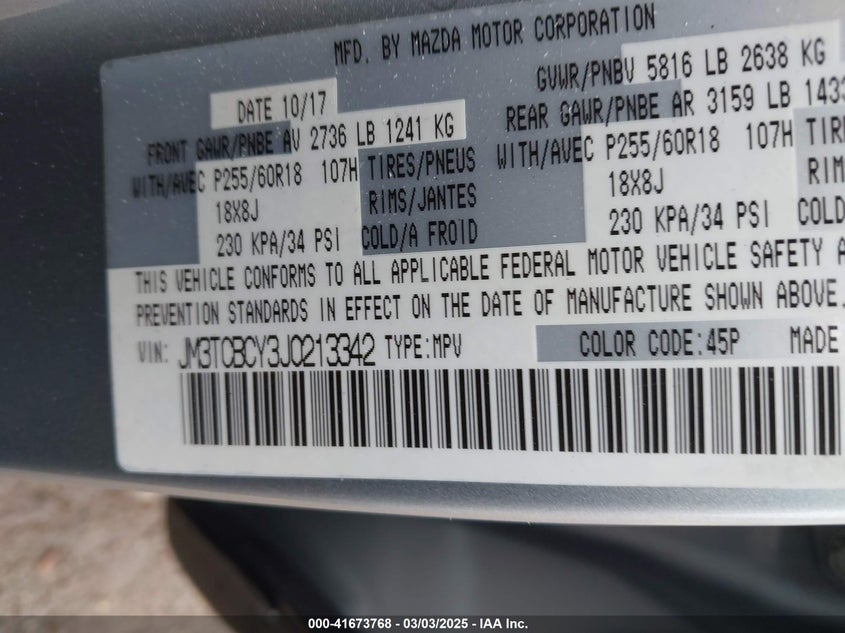 MFD. BY MAZDA MOTOR CORPORATION
DATE 10/17 GVWR/PNBV 5816 LB 2638 KG
FRONT GAWR/PNBE AV 2736 LB 1241 KG REAR GAWR/PNBE AR 3159 LB 1433
WITH/AVEC P255/60R18 107H TIRES/PNEUS WITH/AVEC P255/60R18 107H TIRE
18X8J RIMS/JANTES 18X8J RIM
230 KPA/34 PSI COLD/A FROID 230 KPA/34 PSI COLD
THIS VEHICLE CONFORMS TO ALL APPLICABLE FEDERAL MOTOR VEHICLE SAFETY A
PREVENTION STANDARDS IN EFFECT ON THE DATE OF MANUFACTURE SHOWN ABOVE.
VIN: JM3TCBCY3J0213342 TYPE:MPV COLOR CODE:45P MADE
000-41673768 — 03/03/2025 — IAA Inc.